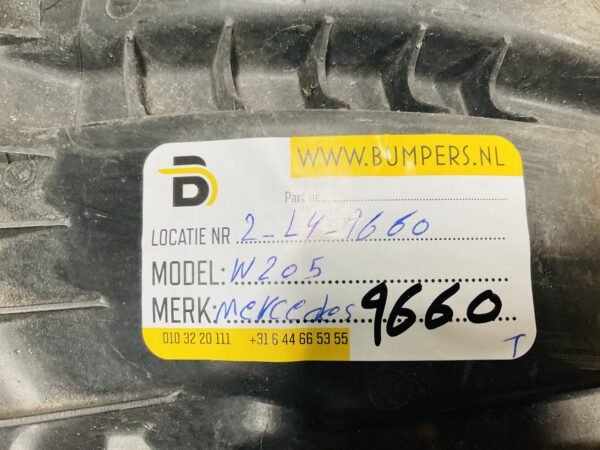 WWW.BUMPERS.NL
B
Part nr
LOCATIE NR 2-L4-9660
MODEL: W205
MERK: mercedes 9660
010 32 20 111 +31 6 44 66 53 55
T